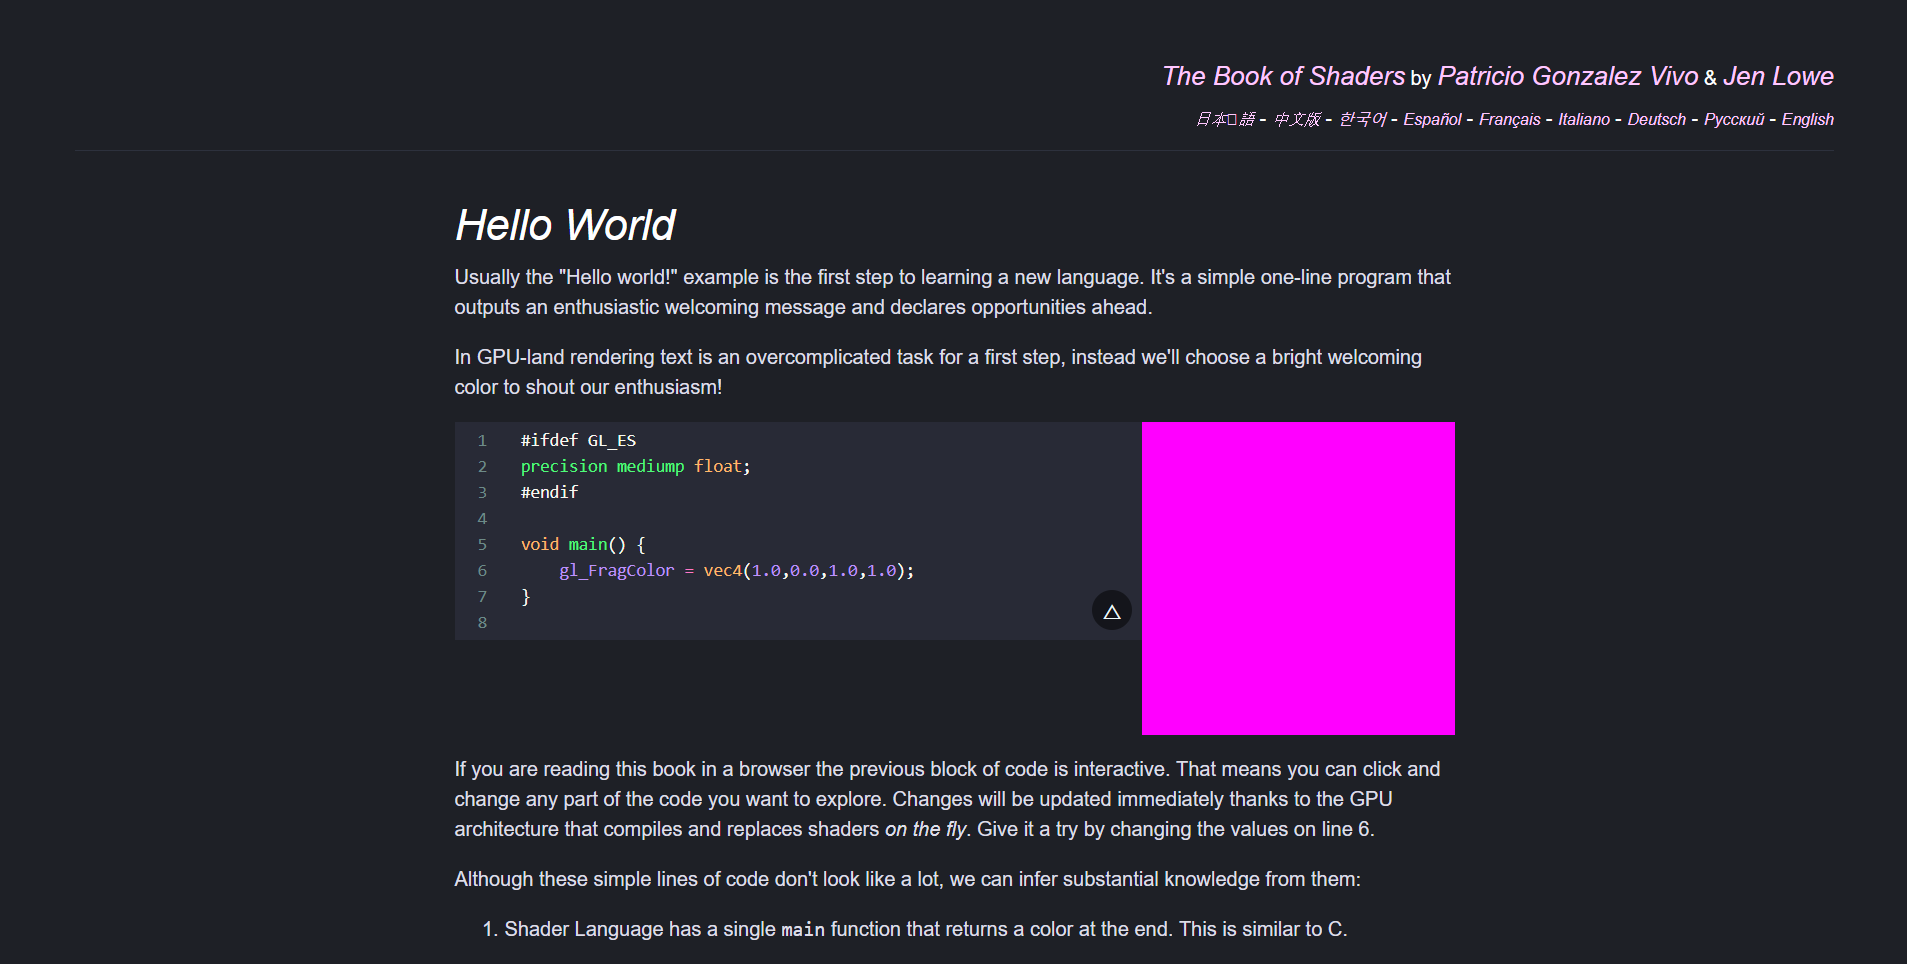 The Book of Shaders by Patricio Gonzalez Vivo & Jen Lowe
日本□語 - 中文版 - 한국어 - Español - Français - Italiano - Deutsch - Русский - English
Hello World
Usually the "Hello world!" example is the first step to learning a new language. It's a simple one-line program that
outputs an enthusiastic welcoming message and declares opportunities ahead.
In GPU-land rendering text is an overcomplicated task for a first step, instead we'll choose a bright welcoming
color to shout our enthusiasm!
1 #ifdef GL_ES
2 precision mediump float;
3 #endif
4
5 void main() {
6     gl_FragColor = vec4(1.0,0.0,1.0,1.0);
7 }
8
If you are reading this book in a browser the previous block of code is interactive. That means you can click and
change any part of the code you want to explore. Changes will be updated immediately thanks to the GPU
architecture that compiles and replaces shaders on the fly. Give it a try by changing the values on line 6.
Although these simple lines of code don't look like a lot, we can infer substantial knowledge from them:
1. Shader Language has a single main function that returns a color at the end. This is similar to C.